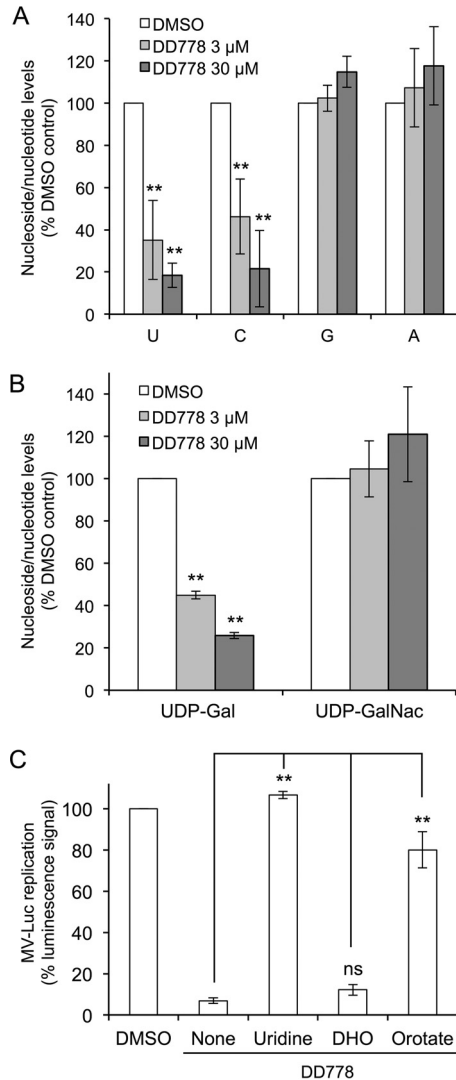 A
140
120
100
80
60
40
20
0
Nucleoside/nucleotide levels
(% DMSO control)
DMSO
DD778 3 µM
DD778 30 µM
**
**
**
**
U
C
G
A
B
140
120
100
80
60
40
20
0
Nucleoside/nucleotide levels
(% DMSO control)
DMSO
DD778 3 µM
DD778 30 µM
**
**
UDP-Gal
UDP-GalNac
C
100
80
60
40
20
0
MV-Luc replication
(% luminescence signal)
**
ns
**
DMSO
None
Uridine
DHO
Orotate
DD778